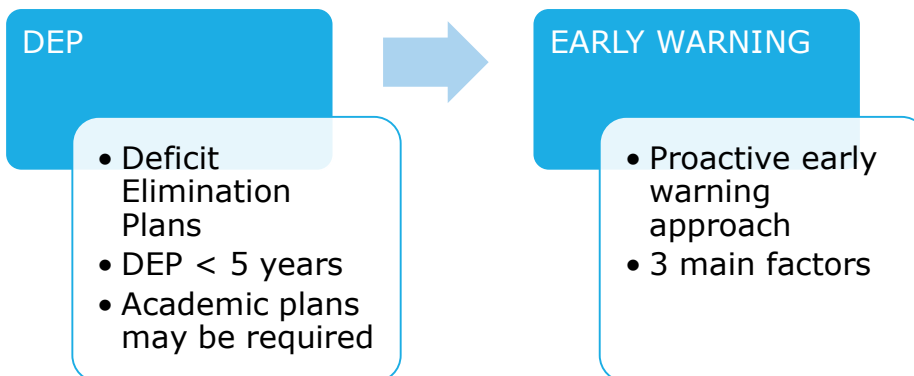 DEP
• Deficit
Elimination
Plans
• DEP < 5 years
• Academic plans
may be required
EARLY WARNING
• Proactive early
warning
approach
• 3 main factors